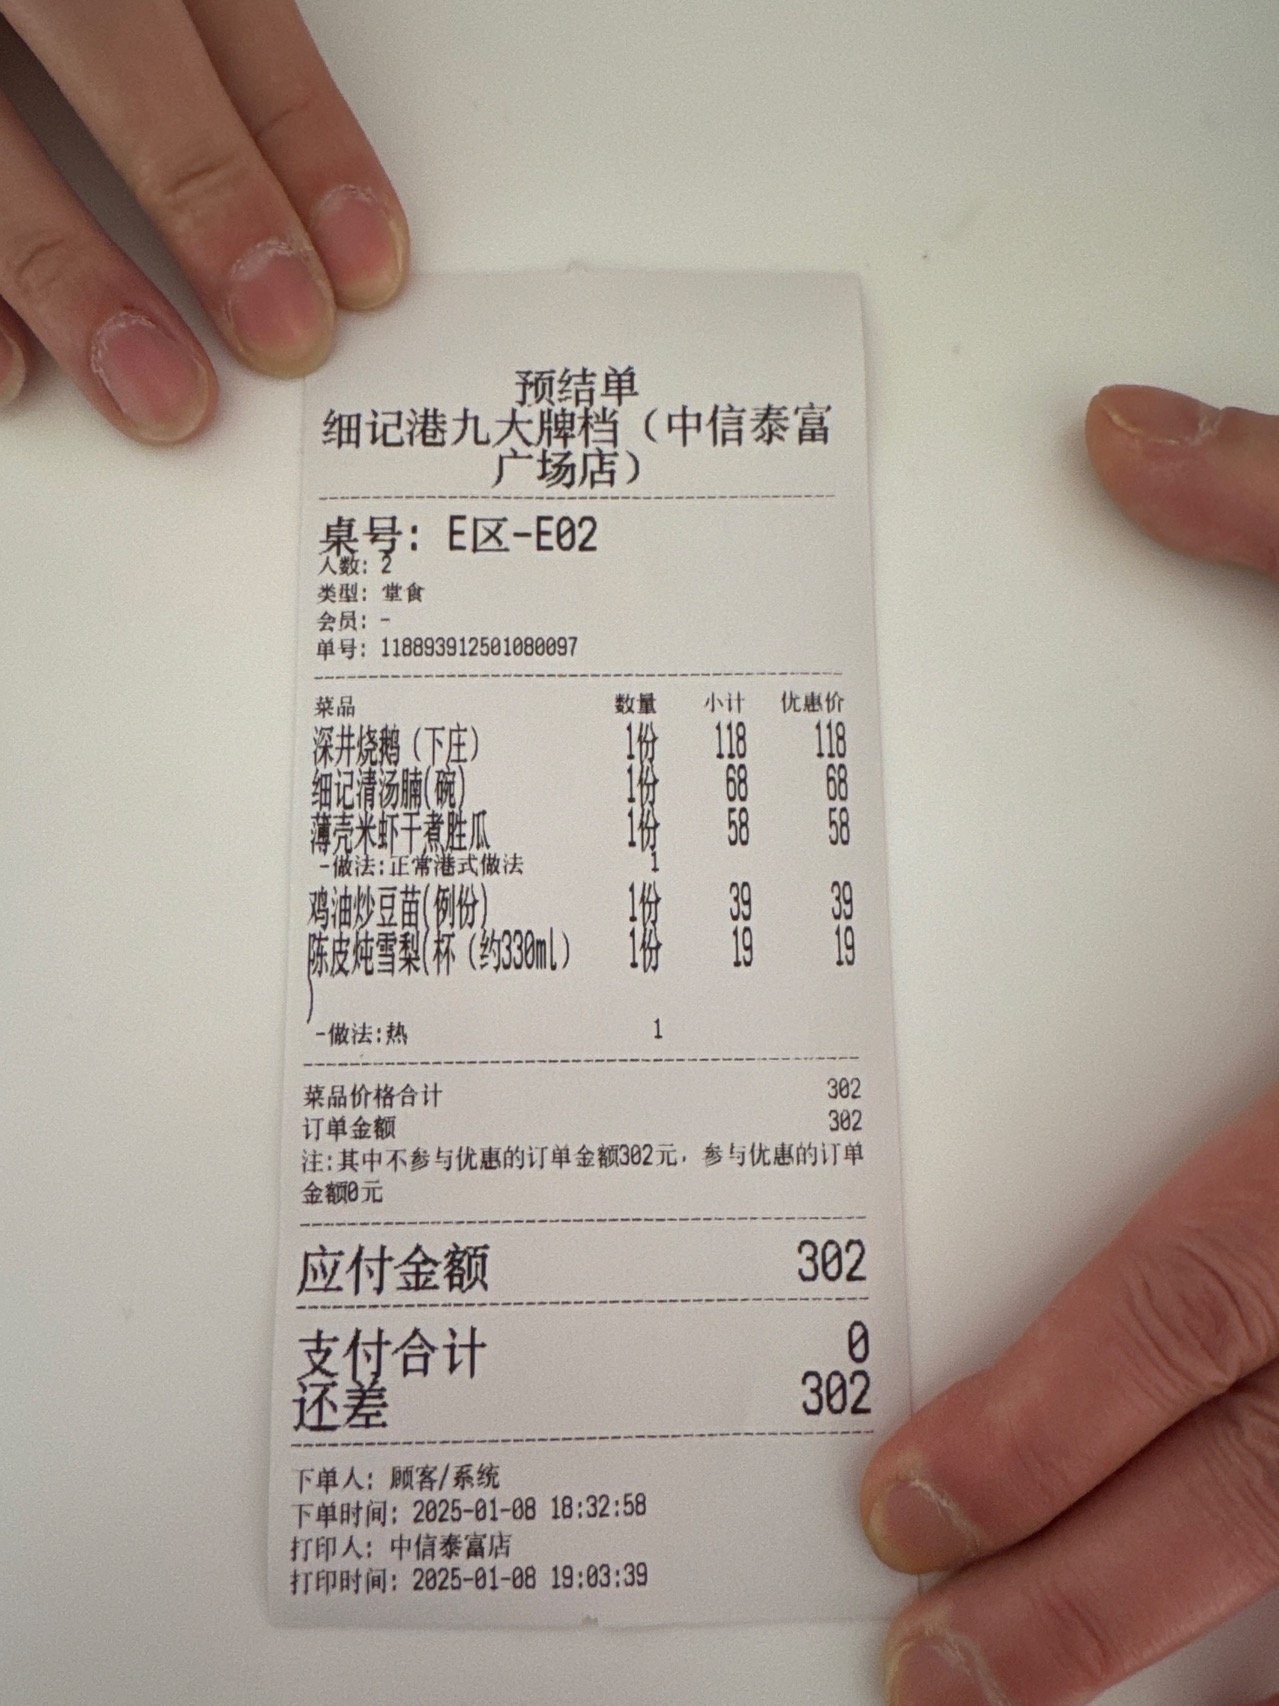 预结单
细记港九大牌档（中信泰富
广场店）
桌号: E区-E02
人数: 2
类型: 堂食
会员: -
单号: 118893912501080097
菜品 数量 小计 优惠价
深井烧鹅（下庄） 1份 118 118
细记清汤腩(碗) 1份 68 68
薄壳米虾干煮胜瓜 1份 58 58
-做法:正常港式做法 1
鸡油炒豆苗(例份) 1份 39 39
陈皮炖雪梨(杯（约330ml） 1份 19 19
)
-做法:热 1
菜品价格合计 302
订单金额 302
注:其中不参与优惠的订单金额302元，参与优惠的订单
金额0元
应付金额 302
支付合计 0
还差 302
下单人: 顾客/系统
下单时间: 2025-01-08 18:32:58
打印人: 中信泰富店
打印时间: 2025-01-08 19:03:39